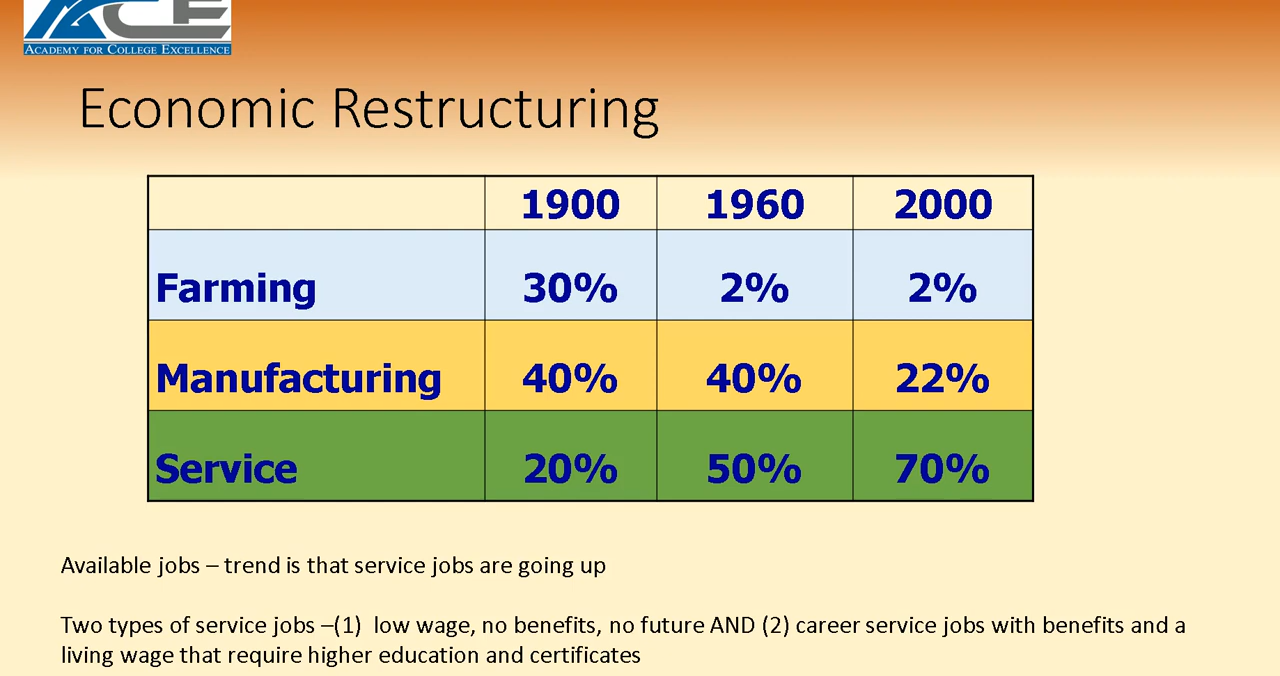 ACE
ACADEMY FOR COLLEGE EXCELLENCE
Economic Restructuring
1900 1960 2000
Farming 30% 2% 2%
Manufacturing 40% 40% 22%
Service 20% 50% 70%
Available jobs – trend is that service jobs are going up
Two types of service jobs –(1)  low wage, no benefits, no future AND (2) career service jobs with benefits and a
living wage that require higher education and certificates